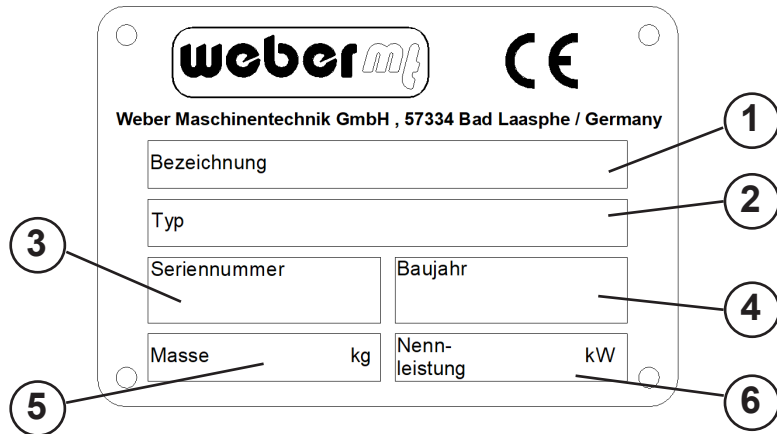 weber mt CE
Weber Maschinentechnik GmbH , 57334 Bad Laasphe / Germany
1
Bezeichnung
2
Typ
3
Seriennummer
Baujahr
4
Masse kg
Nenn-
leistung kW
5
6